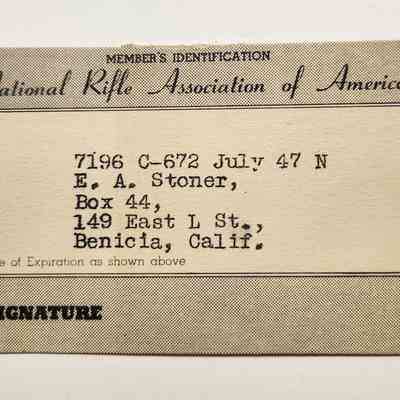 MEMBER'S IDENTIFICATION
National Rifle Association of America
7196 C-672 July 47 N
E. A. Stoner,
Box 44,
149 East L St.,
Benicia, Calif.
e of Expiration as shown above
IGNATURE